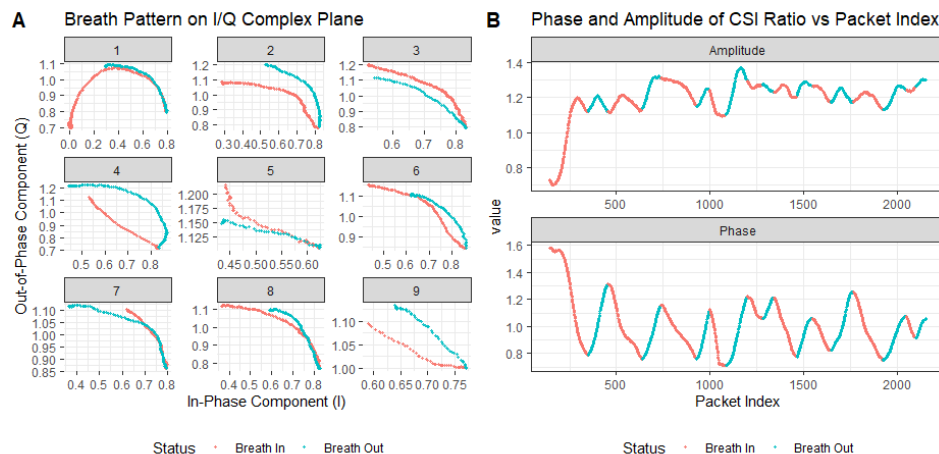 A
Breath Pattern on I/Q Complex Plane
1
2
3
1.1
1.0
0.9
0.8
0.7
0.0 0.2 0.4 0.6 0.8
1.2
1.1
1.0
0.9
0.8
0.30.40.50.60.70.8
1.2
1.1
1.0
0.9
0.8
0.4 0.5 0.6 0.7 0.8
4
5
6
1.2
1.1
1.0
0.9
0.8
0.7
0.5 0.6 0.7 0.8
1.200
1.175
1.150
1.125
0.450.500.550.60
1.1
1.0
0.9
0.4 0.5 0.6 0.7 0.8
7
8
9
1.10
1.05
1.00
0.95
0.90
0.85
0.4 0.5 0.6 0.7 0.8
1.1
1.0
0.9
0.8
0.4 0.5 0.6 0.7 0.8
1.10
1.05
1.00
0.60 0.65 0.70 0.75
Out-of-Phase Component (Q)
In-Phase Component (I)
Status Breath In Breath Out
B
Phase and Amplitude of CSI Ratio vs Packet Index
Amplitude
1.4
1.2
1.0
0.8
500 1000 1500 2000
Phase
1.6
1.4
1.2
1.0
0.8
500 1000 1500 2000
value
Packet Index
Status Breath In Breath Out